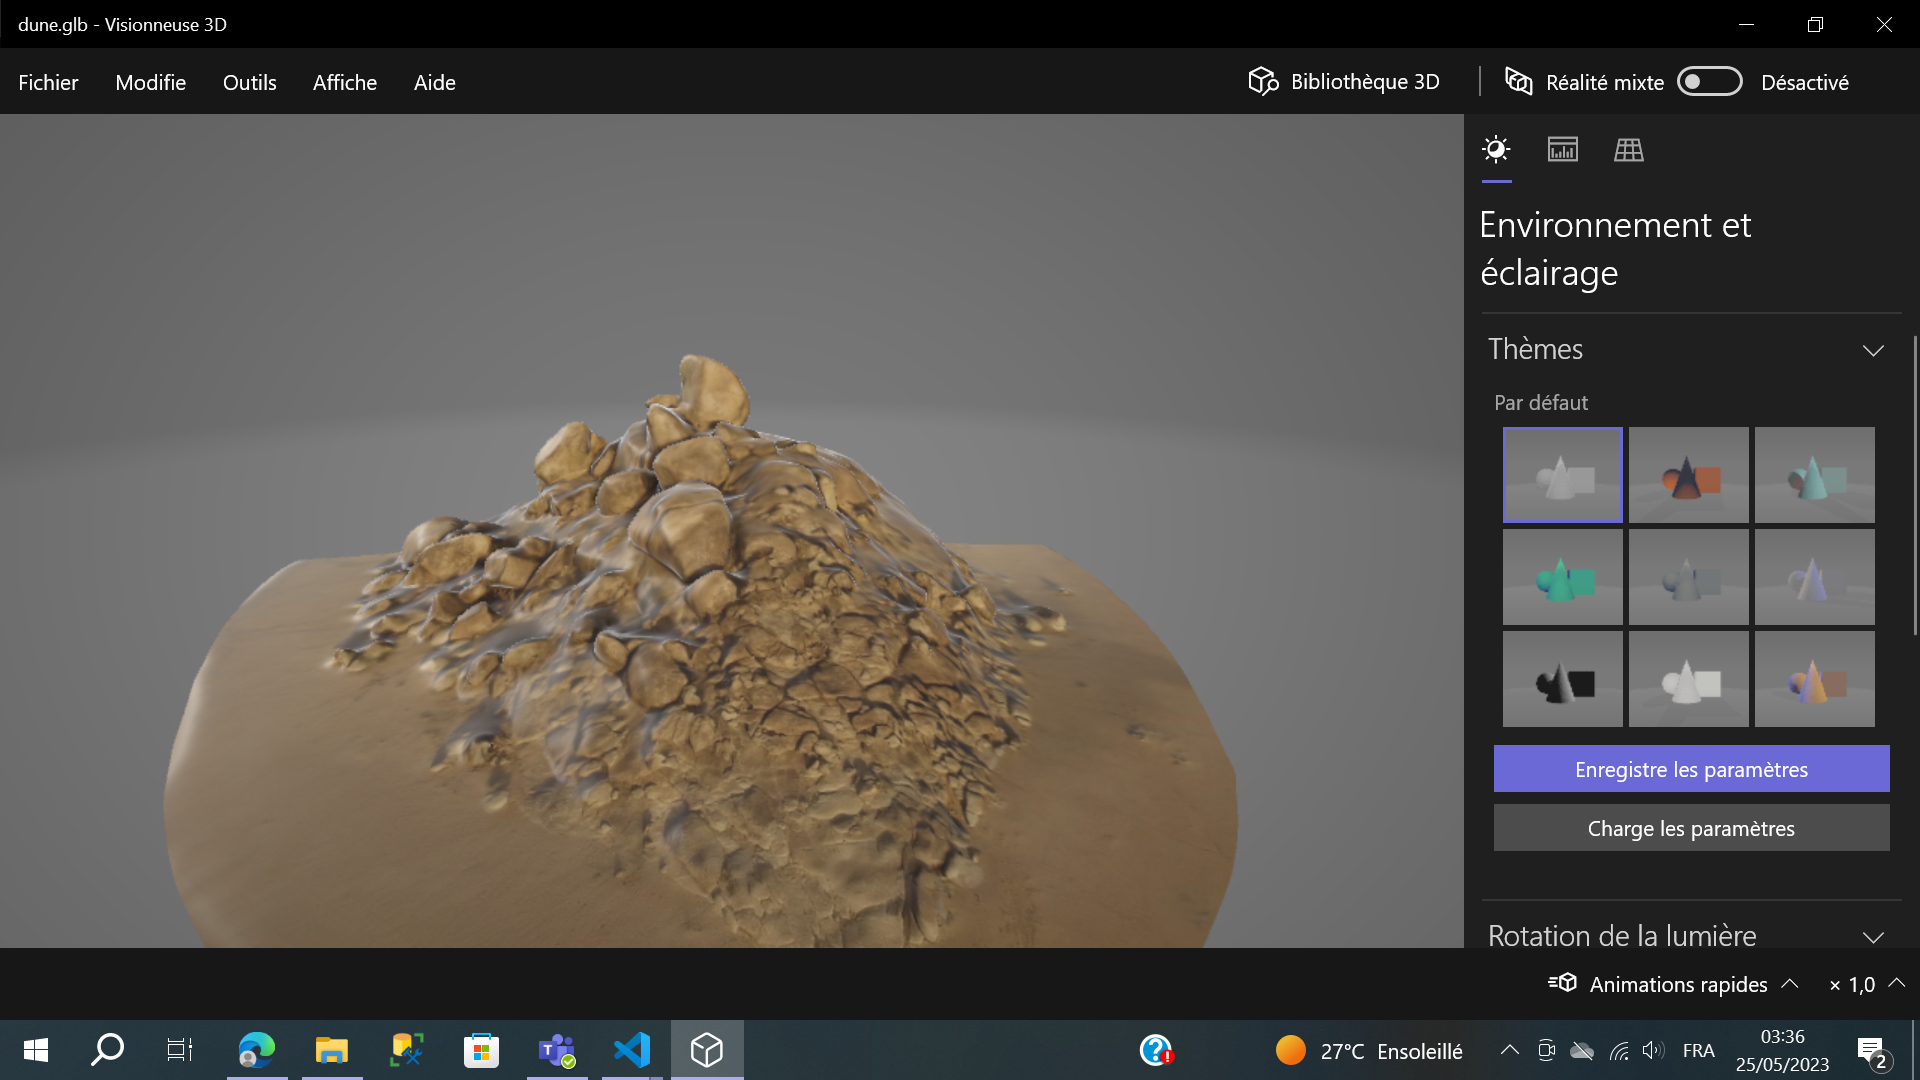 dune.glb - Visionneuse 3D
Fichier Modifie Outils Affiche Aide
Bibliothèque 3D
Réalité mixte Désactivé
Environnement et
éclairage
Thèmes
Par défaut
Enregistre les paramètres
Charge les paramètres
Rotation de la lumière
Animations rapides × 1,0
27°C Ensoleillé
FRA
03:36
25/05/2023
2